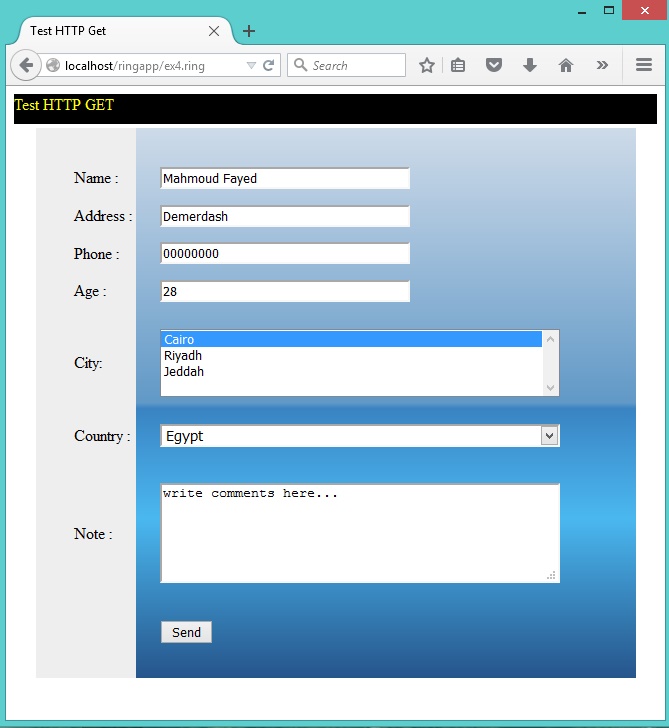 Test HTTP Get
localhost/ringapp/ex4.ring
Search
Test HTTP GET
Name :
Mahmoud Fayed
Address :
Demerdash
Phone :
00000000
Age :
28
City:
Cairo
Riyadh
Jeddah
Country :
Egypt
Note :
write comments here...
Send